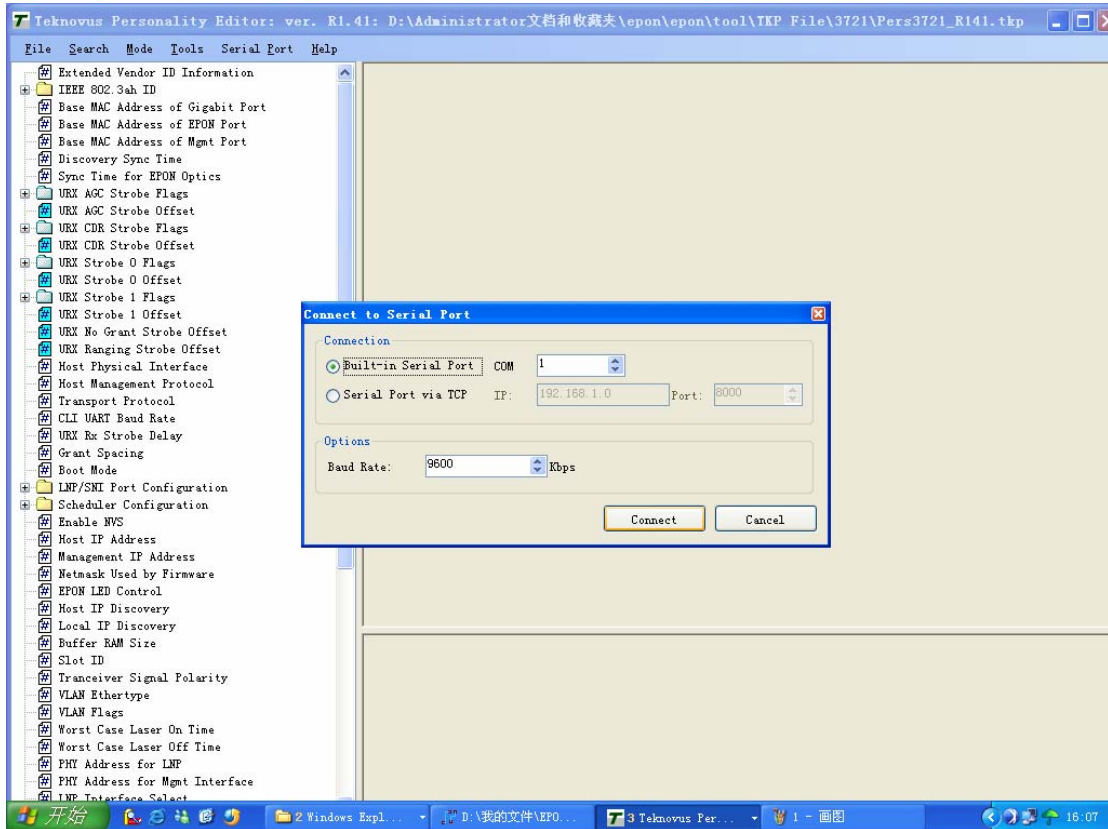 Teknovus Personality Editor: ver. R1.41: D:\Administrator文档和收藏夹\epon\epon\tool\TKP File\3721\Pers3721_R141.tkp
File Search Mode Tools Serial Port Help
Extended Vendor ID Information
IEEE 802.3ah ID
Base MAC Address of Gigabit Port
Base MAC Address of EPON Port
Base MAC Address of Mgmt Port
Discovery Sync Time
Sync Time for EPON Optics
URX AGC Strobe Flags
URX AGC Strobe Offset
URX CDR Strobe Flags
URX CDR Strobe Offset
URX Strobe 0 Flags
URX Strobe 0 Offset
URX Strobe 1 Flags
URX Strobe 1 Offset
URX No Grant Strobe Offset
URX Ranging Strobe Offset
Host Physical Interface
Host Management Protocol
Transport Protocol
CLI UART Baud Rate
URX Rx Strobe Delay
Grant Spacing
Boot Mode
LNP/SNI Port Configuration
Scheduler Configuration
Enable NVS
Host IP Address
Management IP Address
Netmask Used by Firmware
EPON LED Control
Host IP Discovery
Local IP Discovery
Buffer RAM Size
Slot ID
Tranceiver Signal Polarity
VLAN Ethertype
VLAN Flags
Worst Case Laser On Time
Worst Case Laser Off Time
PHY Address for LNP
PHY Address for Mgmt Interface
LNP Interface Select
Connect to Serial Port
Connection
Built-in Serial Port COM 1
Serial Port via TCP IP: 192.168.1.0 Port: 8000
Options
Baud Rate: 9600 Kbps
Connect Cancel
开始 2 Windows Expl... D:\我的文件\EPO... 3 Teknovus Per... 1 - 画图 16:07